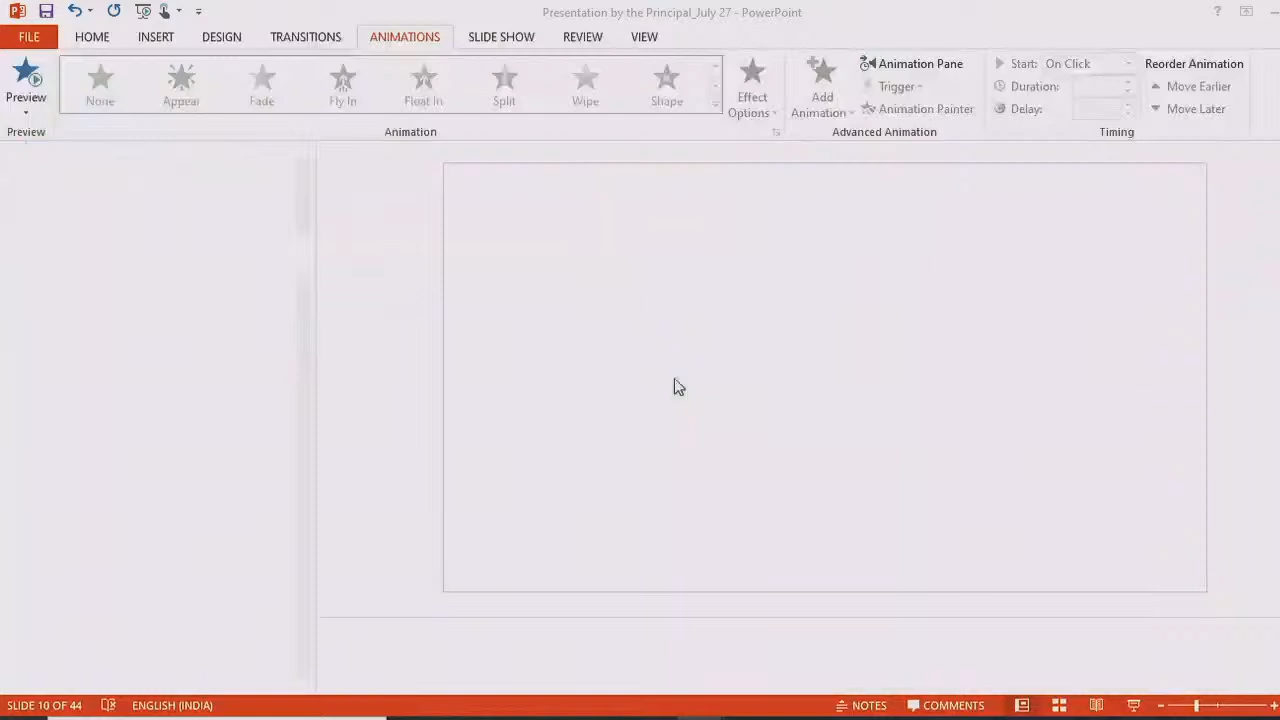 Presentation by the Principal_July 27 - PowerPoint
?
FILE HOME INSERT DESIGN TRANSITIONS ANIMATIONS SLIDE SHOW REVIEW VIEW
Preview
None Appear Fade Fly In Float In Split Wipe Shape
Effect Options
Add Animation
Animation Pane
Trigger
Animation Painter
Start: On Click
Duration:
Delay:
Reorder Animation
Move Earlier
Move Later
Preview Animation Advanced Animation Timing
SLIDE 10 OF 44 ENGLISH (INDIA) NOTES COMMENTS